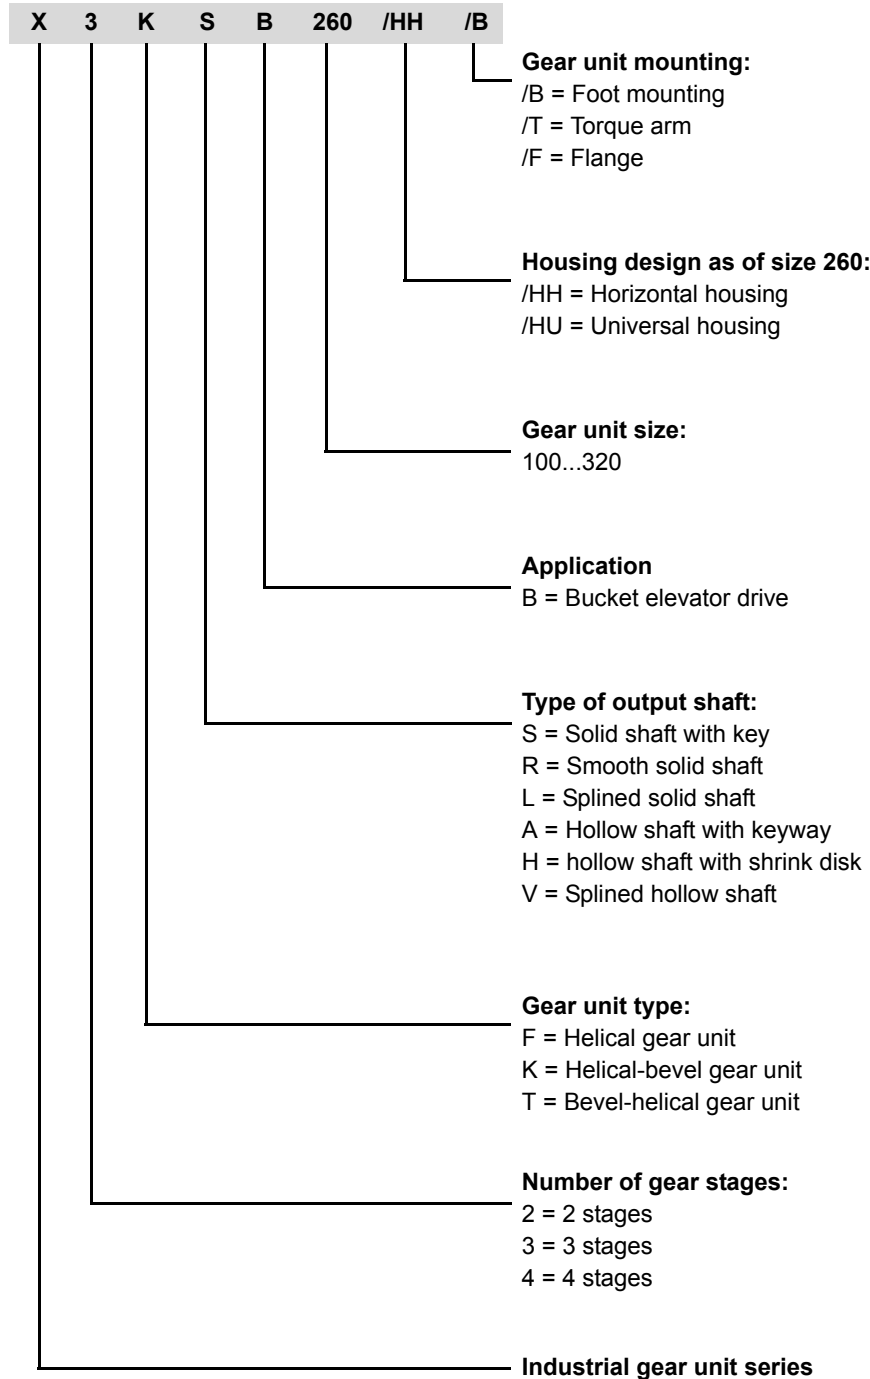 X 3 K S B 260 /HH /B
Gear unit mounting:
/B = Foot mounting
/T = Torque arm
/F = Flange
Housing design as of size 260:
/HH = Horizontal housing
/HU = Universal housing
Gear unit size:
100...320
Application
B = Bucket elevator drive
Type of output shaft:
S = Solid shaft with key
R = Smooth solid shaft
L = Splined solid shaft
A = Hollow shaft with keyway
H = hollow shaft with shrink disk
V = Splined hollow shaft
Gear unit type:
F = Helical gear unit
K = Helical-bevel gear unit
T = Bevel-helical gear unit
Number of gear stages:
2 = 2 stages
3 = 3 stages
4 = 4 stages
Industrial gear unit series